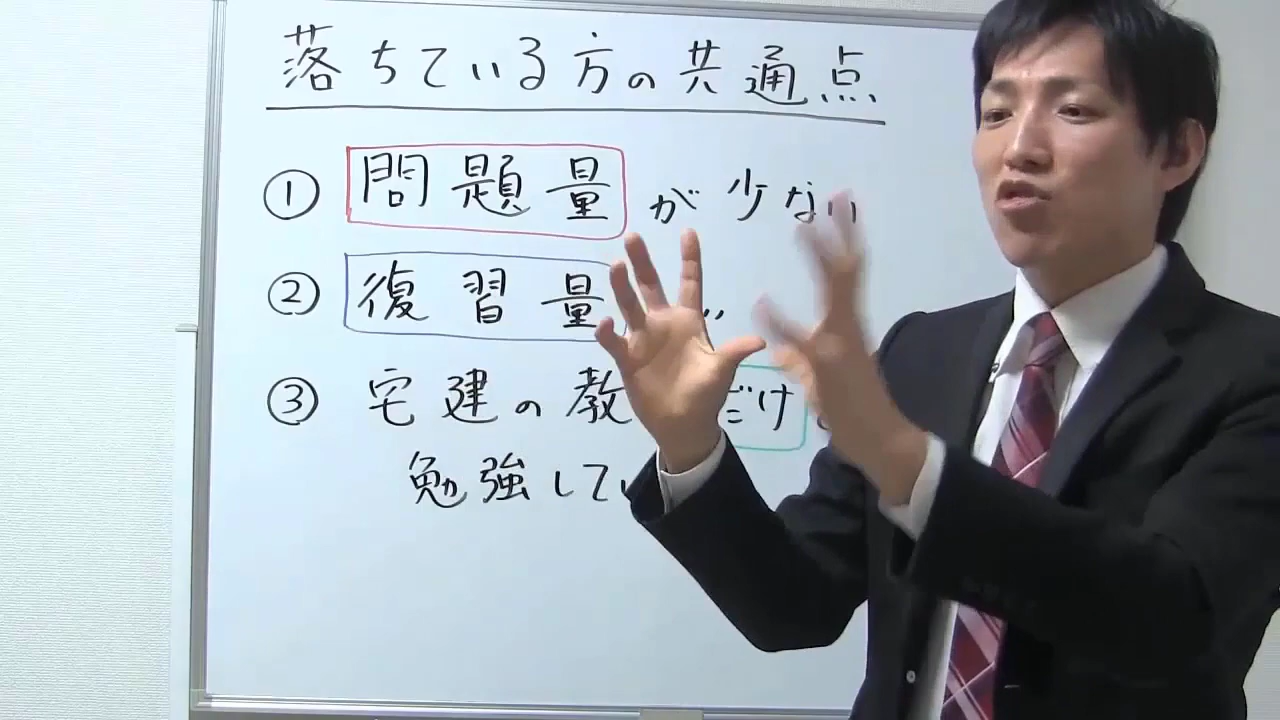 落ちている方の共通点
① 問題量が少ない
② 復習量 〃
③ 宅建の教 だけ
勉強して